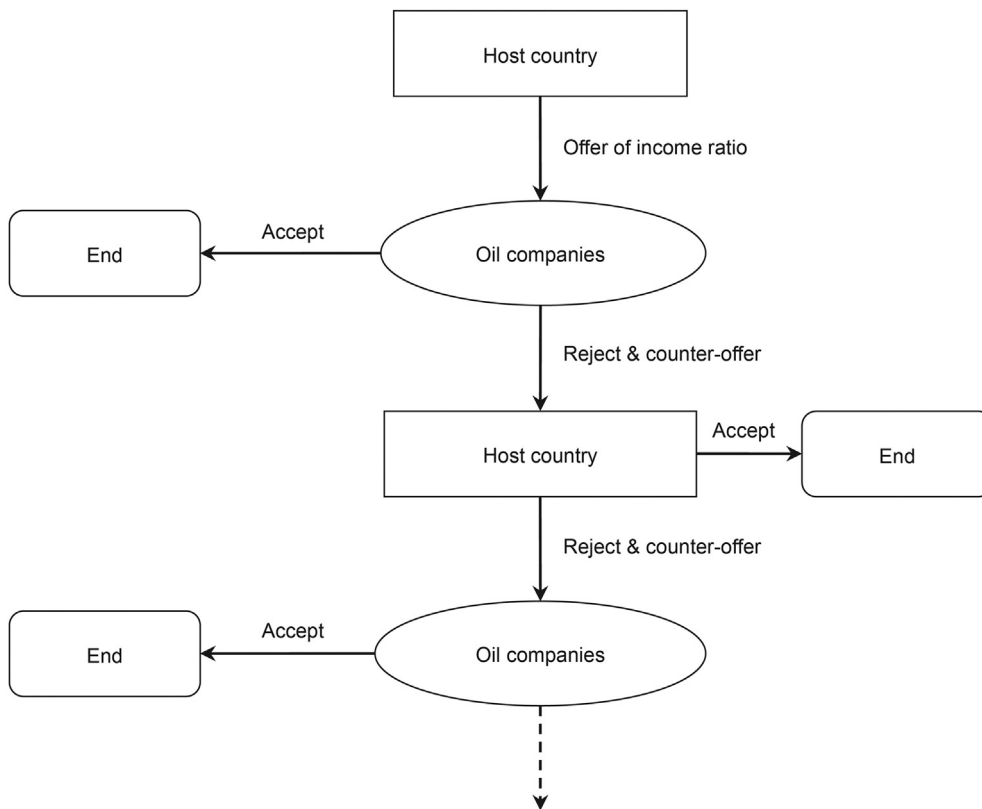 Host country
Offer of income ratio
Accept
End
Oil companies
Reject & counter-offer
Accept
Host country
End
Reject & counter-offer
Accept
End
Oil companies